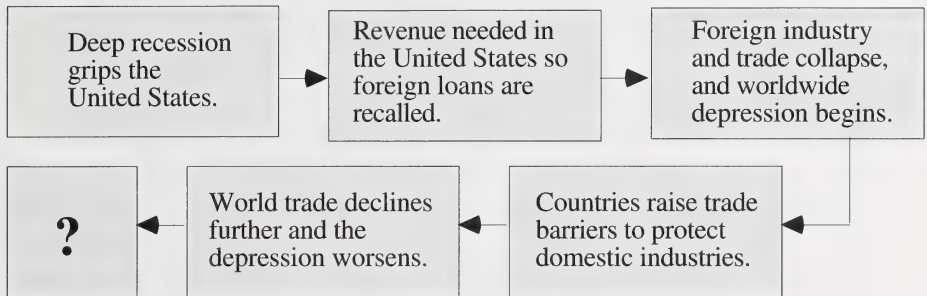 Deep recession
grips the
United States.
Revenue needed in
the United States so
foreign loans are
recalled.
Foreign industry
and trade collapse,
and worldwide
depression begins.
Countries raise trade
barriers to protect
domestic industries.
World trade declines
further and the
depression worsens.
?